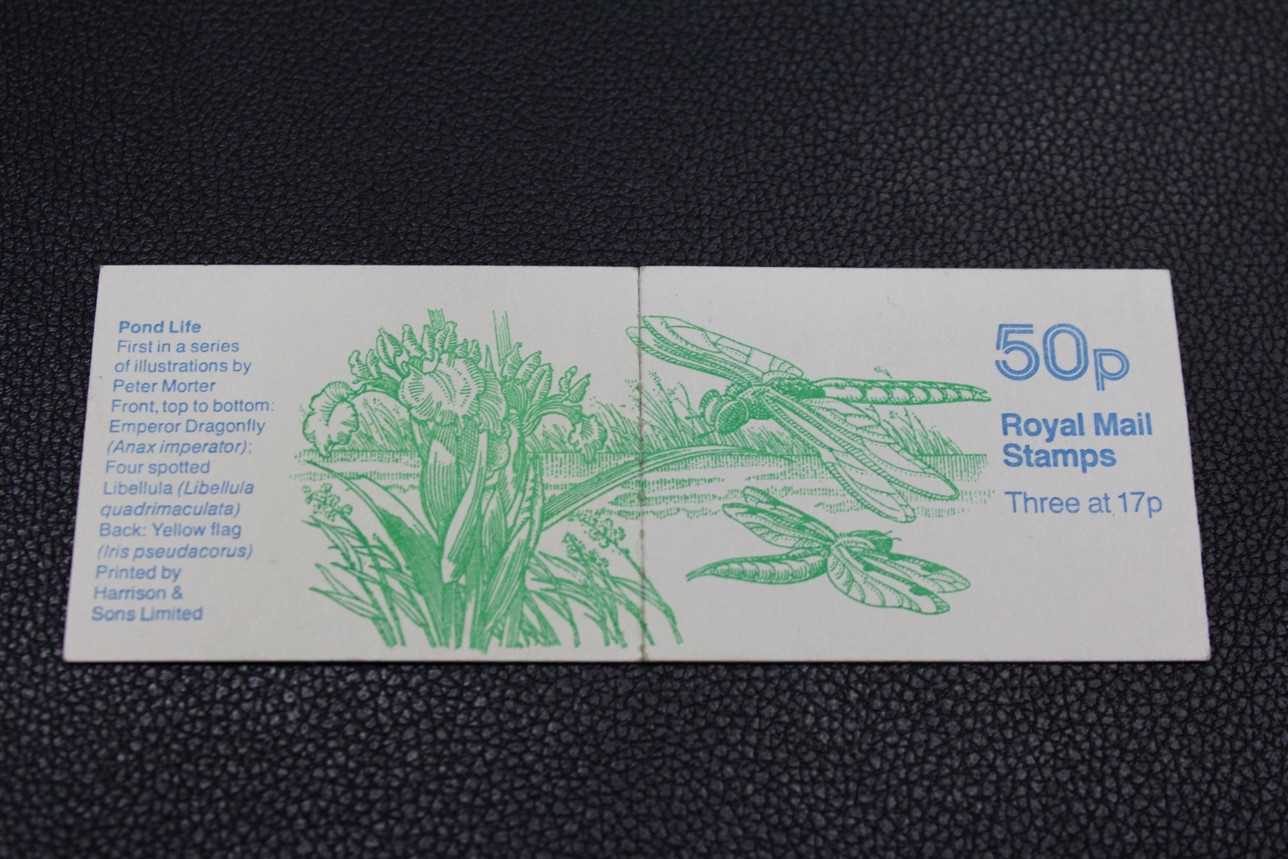 Pond Life
First in a series
of illustrations by
Peter Morter
Front, top to bottom:
Emperor Dragonfly
(Anax imperator);
Four spotted
Libellula (Libellula
quadrimaculata)
Back: Yellow flag
(Iris pseudacorus)
Printed by
Harrison &
Sons Limited
50p
Royal Mail
Stamps
Three at 17p